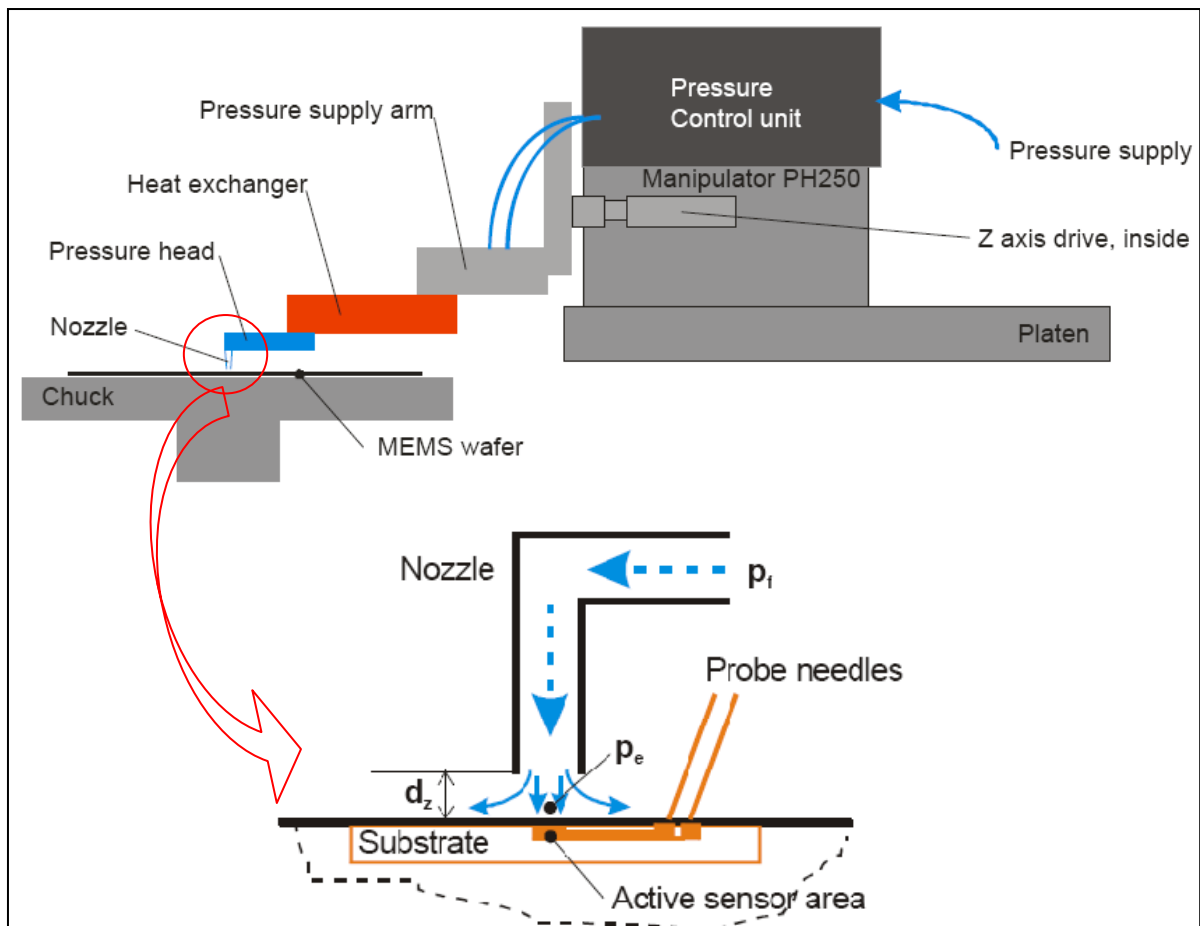 Pressure
Control unit
Pressure supply arm
Pressure supply
Heat exchanger
Manipulator PH250
Pressure head
Z axis drive, inside
Nozzle
Platen
Chuck
MEMS wafer
Nozzle
pf
Probe needles
pe
dz
Substrate
Active sensor area